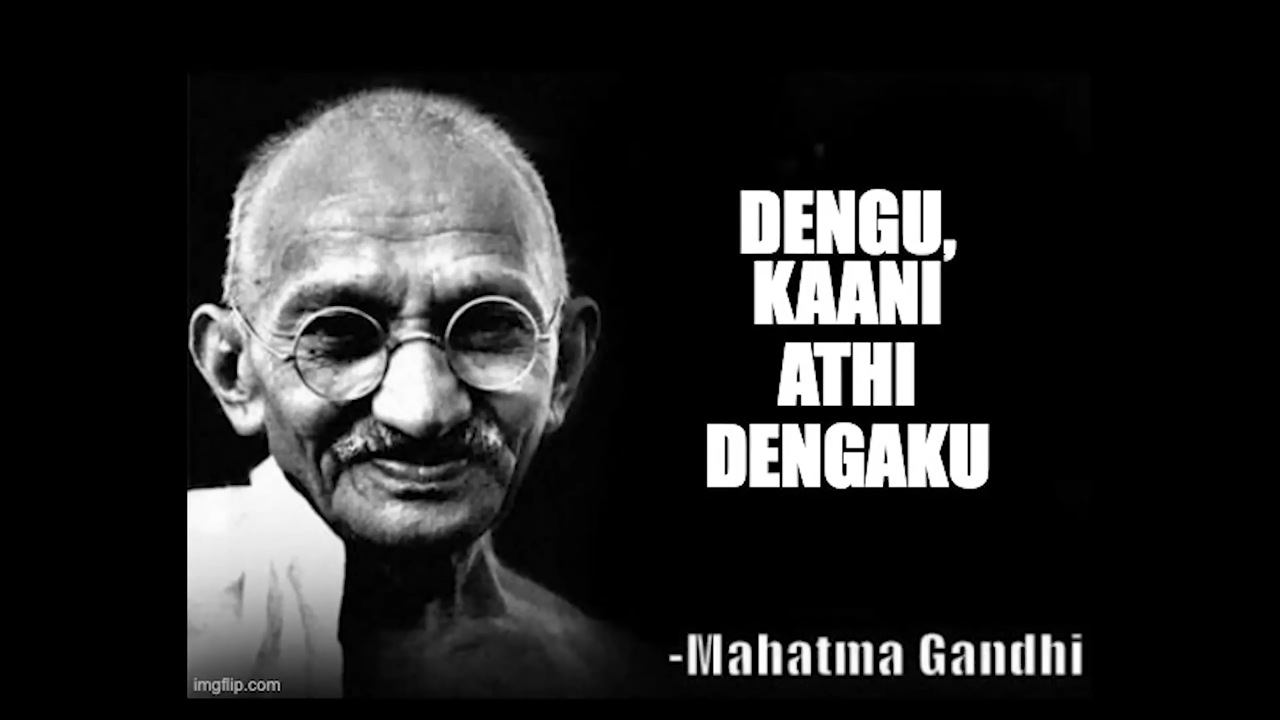 DENGU,
KAANI
ATHI
DENGAKU
-Mahatma Gandhi
imgflip.com